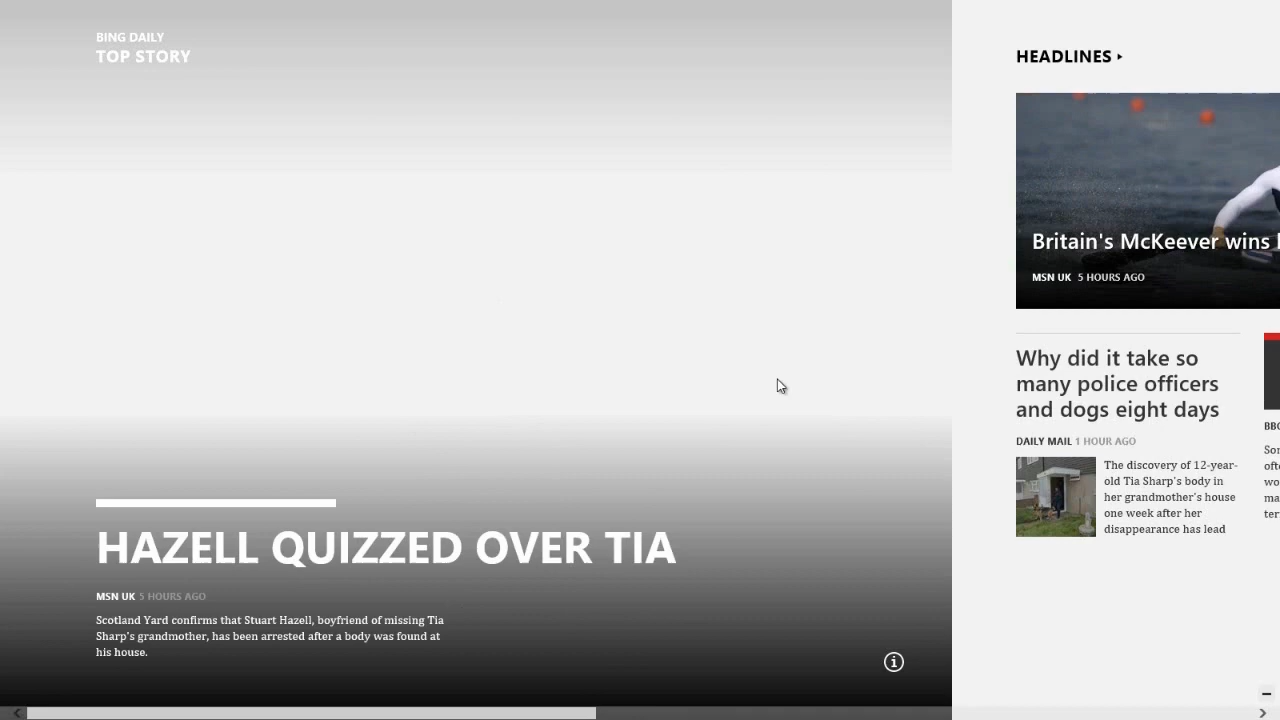 BING DAILY
TOP STORY
HAZELL QUIZZED OVER TIA
MSN UK 5 HOURS AGO
Scotland Yard confirms that Stuart Hazell, boyfriend of missing Tia
Sharp's grandmother, has been arrested after a body was found at
his house.
HEADLINES
Britain's McKeever wins
MSN UK 5 HOURS AGO
Why did it take so
many police officers
and dogs eight days
DAILY MAIL 1 HOUR AGO
The discovery of 12-year-
old Tia Sharp's body in
her grandmother's house
one week after her
disappearance has lead